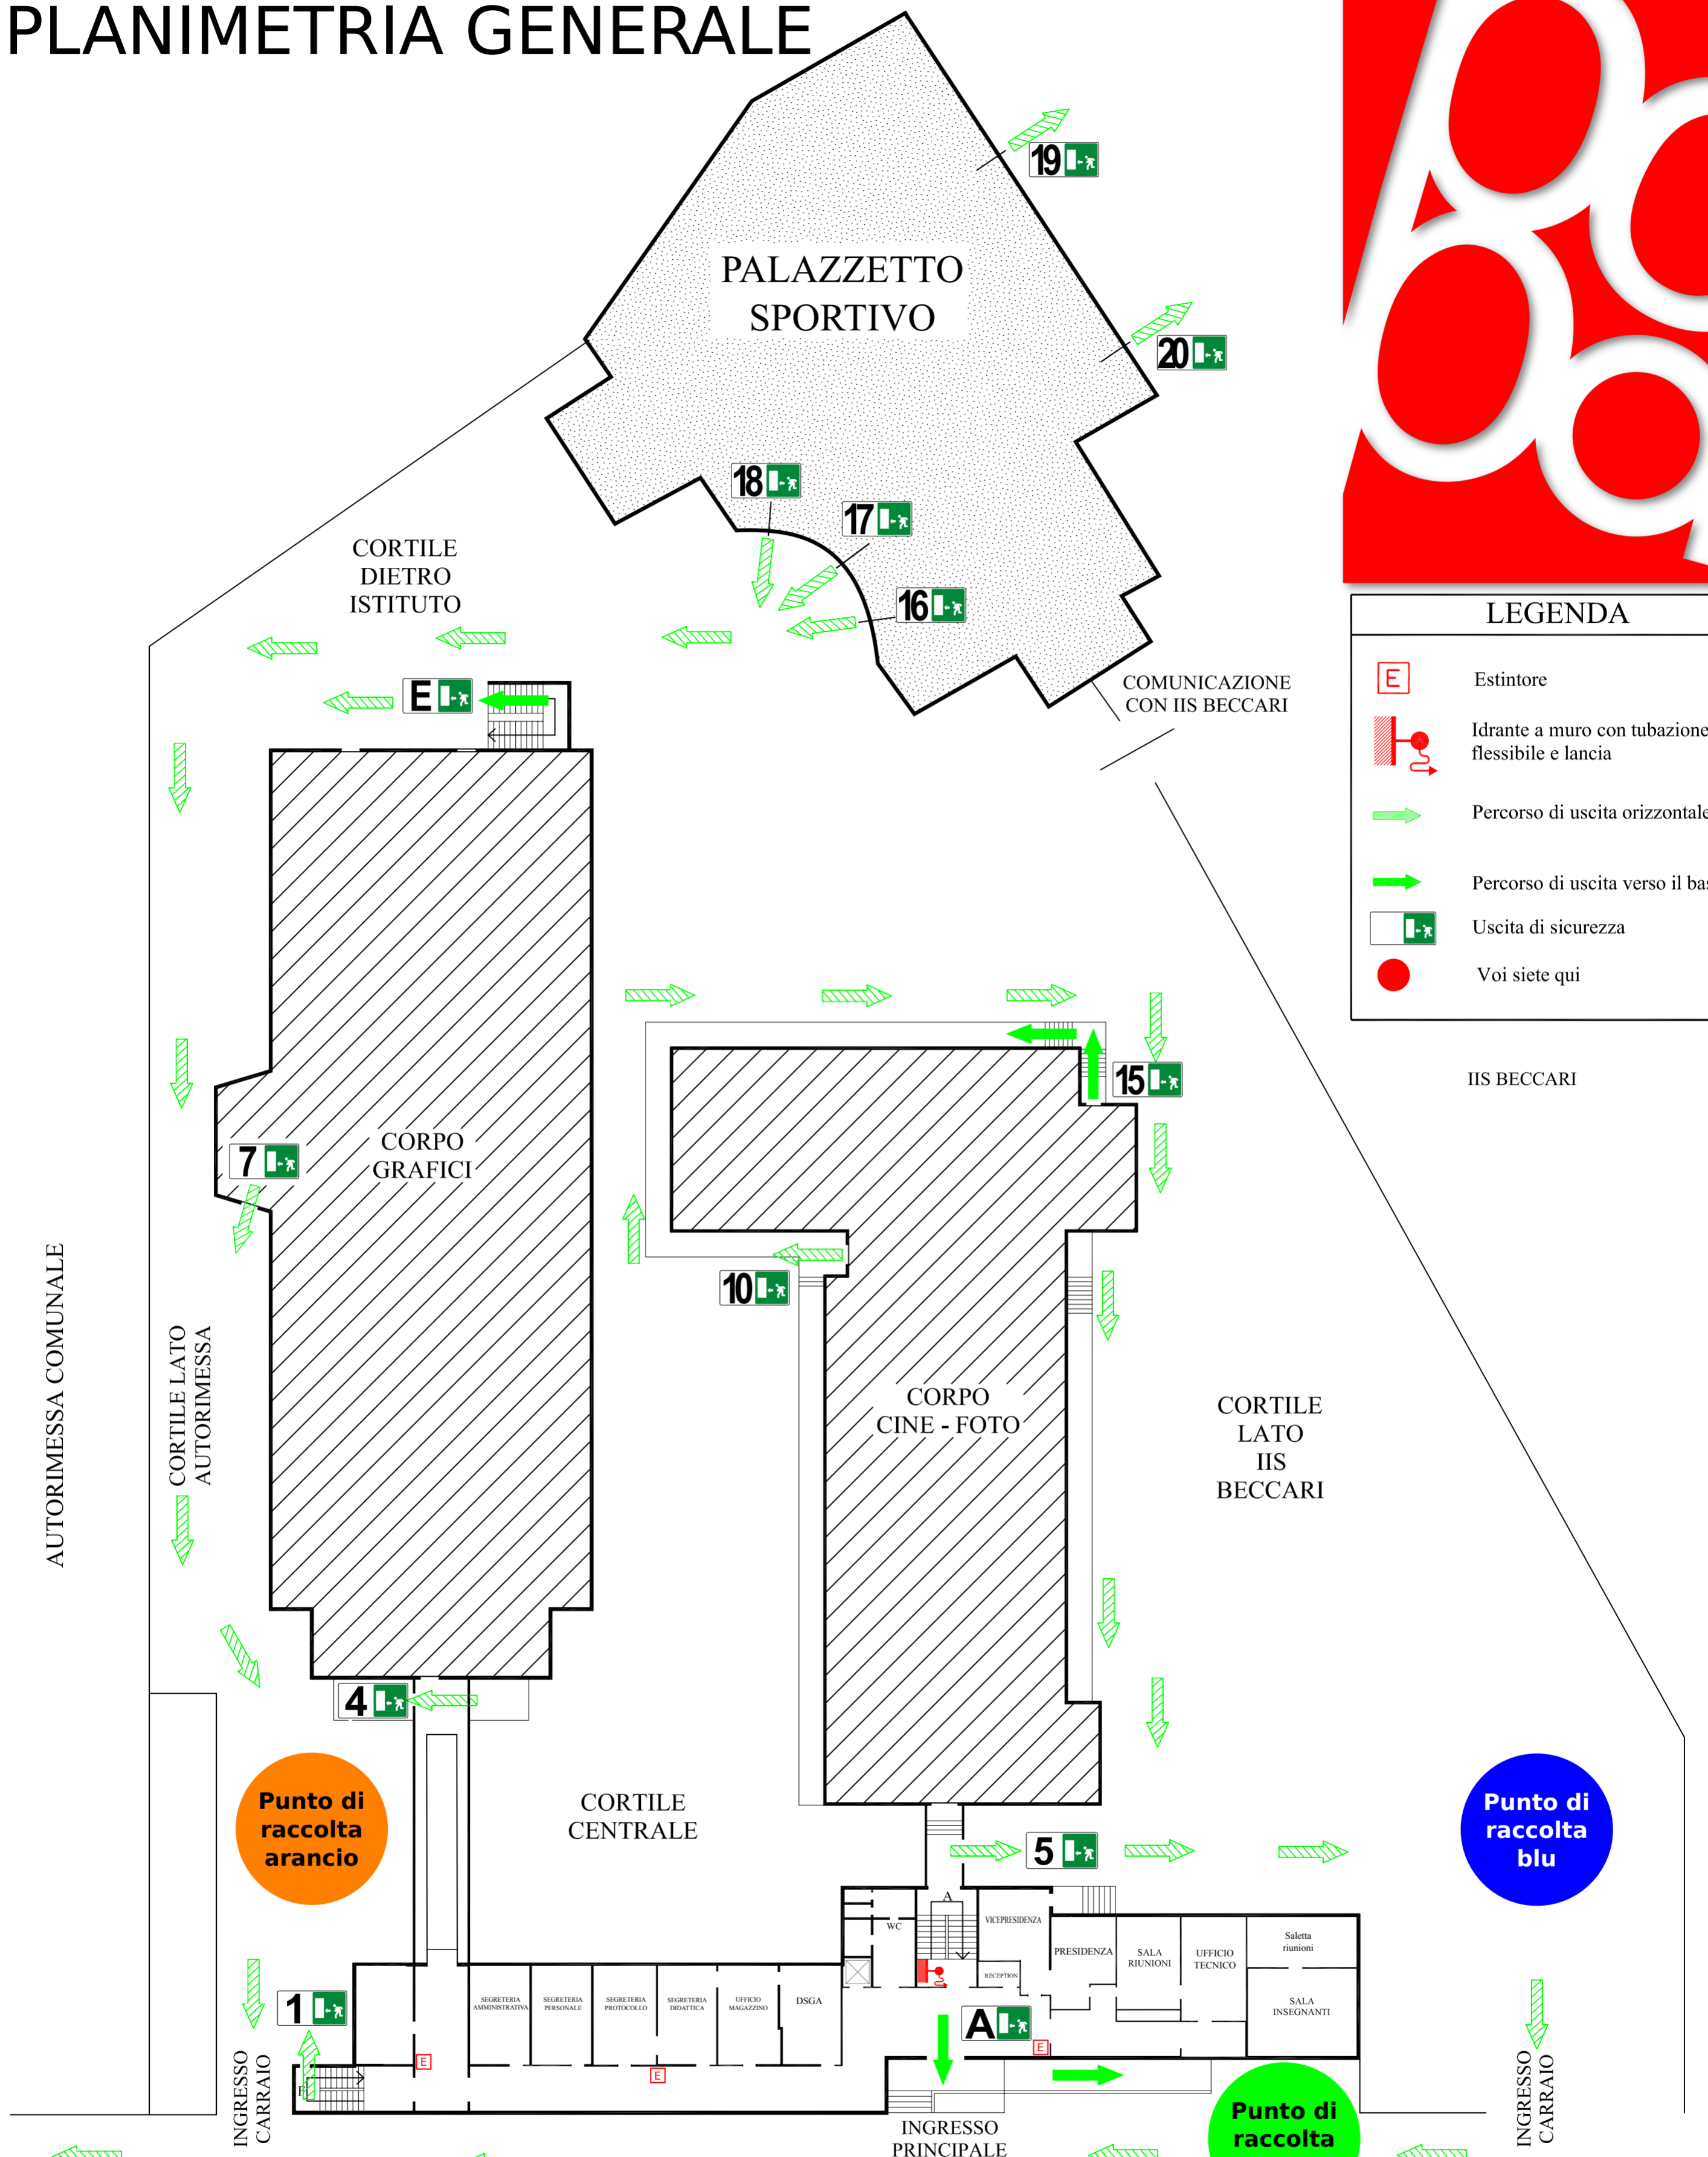 PLANIMETRIA GENERALE
19
PALAZZETTO
SPORTIVO
20
18
17
16
CORTILE
DIETRO
ISTITUTO
LEGENDA
E
Estintore
Idrante a muro con tubazione
flessibile e lancia
Percorso di uscita orizzontale
Percorso di uscita verso il bas
Uscita di sicurezza
Voi siete qui
COMUNICAZIONE
CON IIS BECCARI
E
15
IIS BECCARI
7
CORPO
GRAFICI
10
AUTORIMESSA COMUNALE
CORTILE LATO
AUTORIMESSA
CORPO
CINE - FOTO
CORTILE
LATO
IIS
BECCARI
4
Punto di
raccolta
arancio
CORTILE
CENTRALE
Punto di
raccolta
blu
5
A
WC
VICEPRESIDENZA
PRESIDENZA
SALA
RIUNIONI
UFFICIO
TECNICO
Saletta
riunioni
RECEPTION
1
SEGRETERIA
AMMINISTRATIVA
SEGRETERIA
PERSONALE
SEGRETERIA
PROTOCOLLO
SEGRETERIA
DIDATTICA
UFFICIO
MAGAZZINO
DSGA
SALA
INSEGNANTI
A
E
E
E
INGRESSO
CARRAIO
INGRESSO
PRINCIPALE
Punto di
raccolta
INGRESSO
CARRAIO